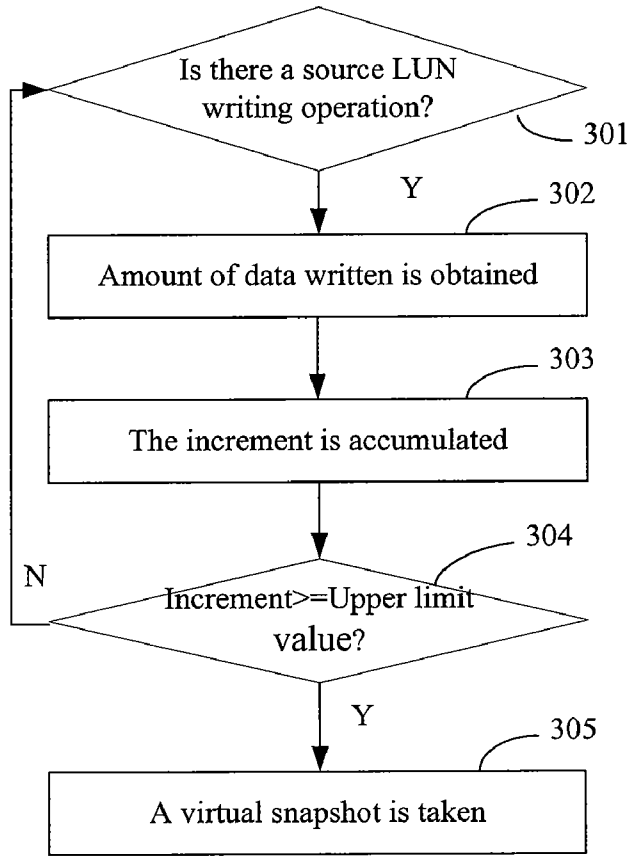 Is there a source LUN
writing operation?
301
Y
302
Amount of data written is obtained
303
The increment is accumulated
304
N
Increment>=Upper limit
value?
Y
305
A virtual snapshot is taken